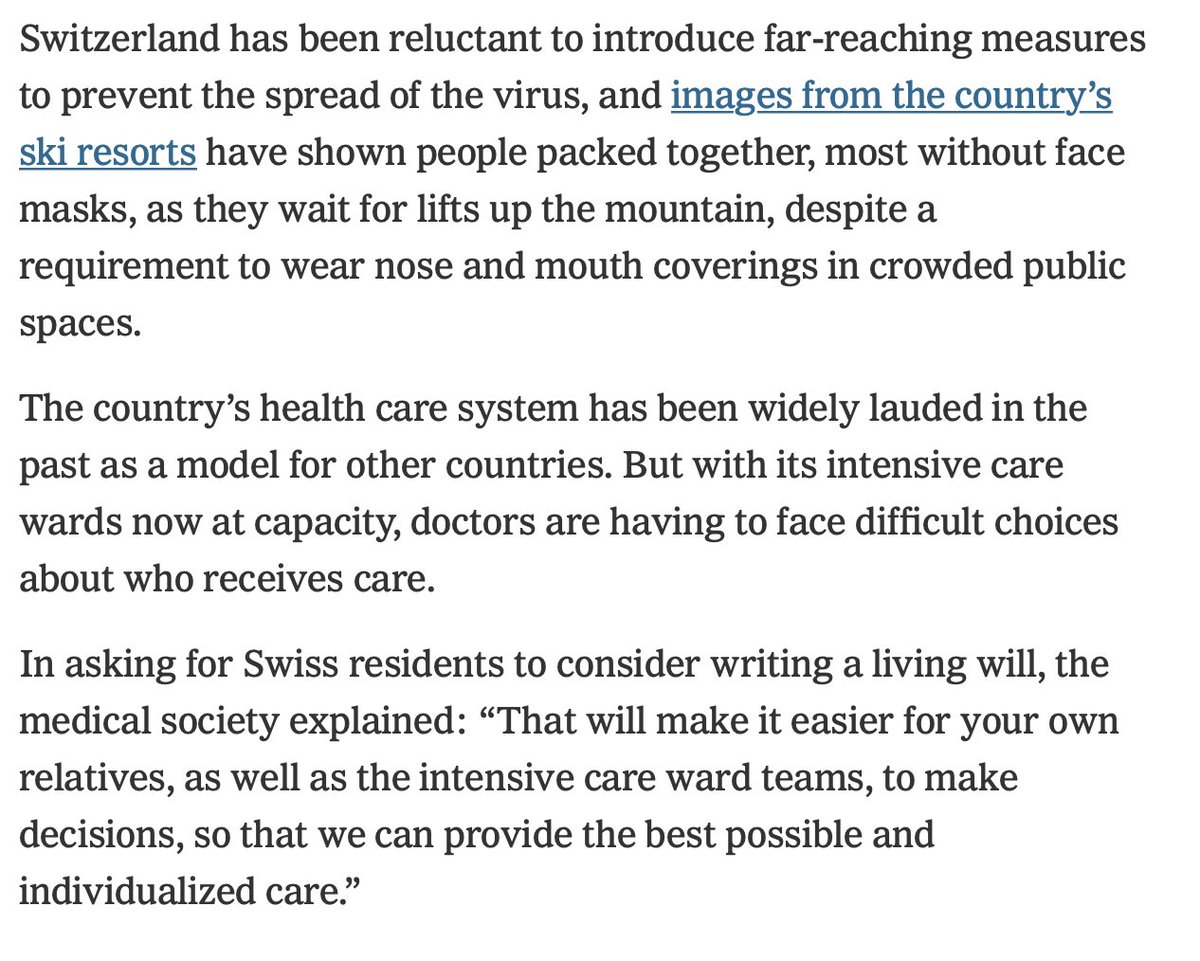 Switzerland has been reluctant to introduce far-reaching measures
to prevent the spread of the virus, and images from the country’s
ski resorts have shown people packed together, most without face
masks, as they wait for lifts up the mountain, despite a
requirement to wear nose and mouth coverings in crowded public
spaces.
The country’s health care system has been widely lauded in the
past as a model for other countries. But with its intensive care
wards now at capacity, doctors are having to face difficult choices
about who receives care.
In asking for Swiss residents to consider writing a living will, the
medical society explained: “That will make it easier for your own
relatives, as well as the intensive care ward teams, to make
decisions, so that we can provide the best possible and
individualized care.”